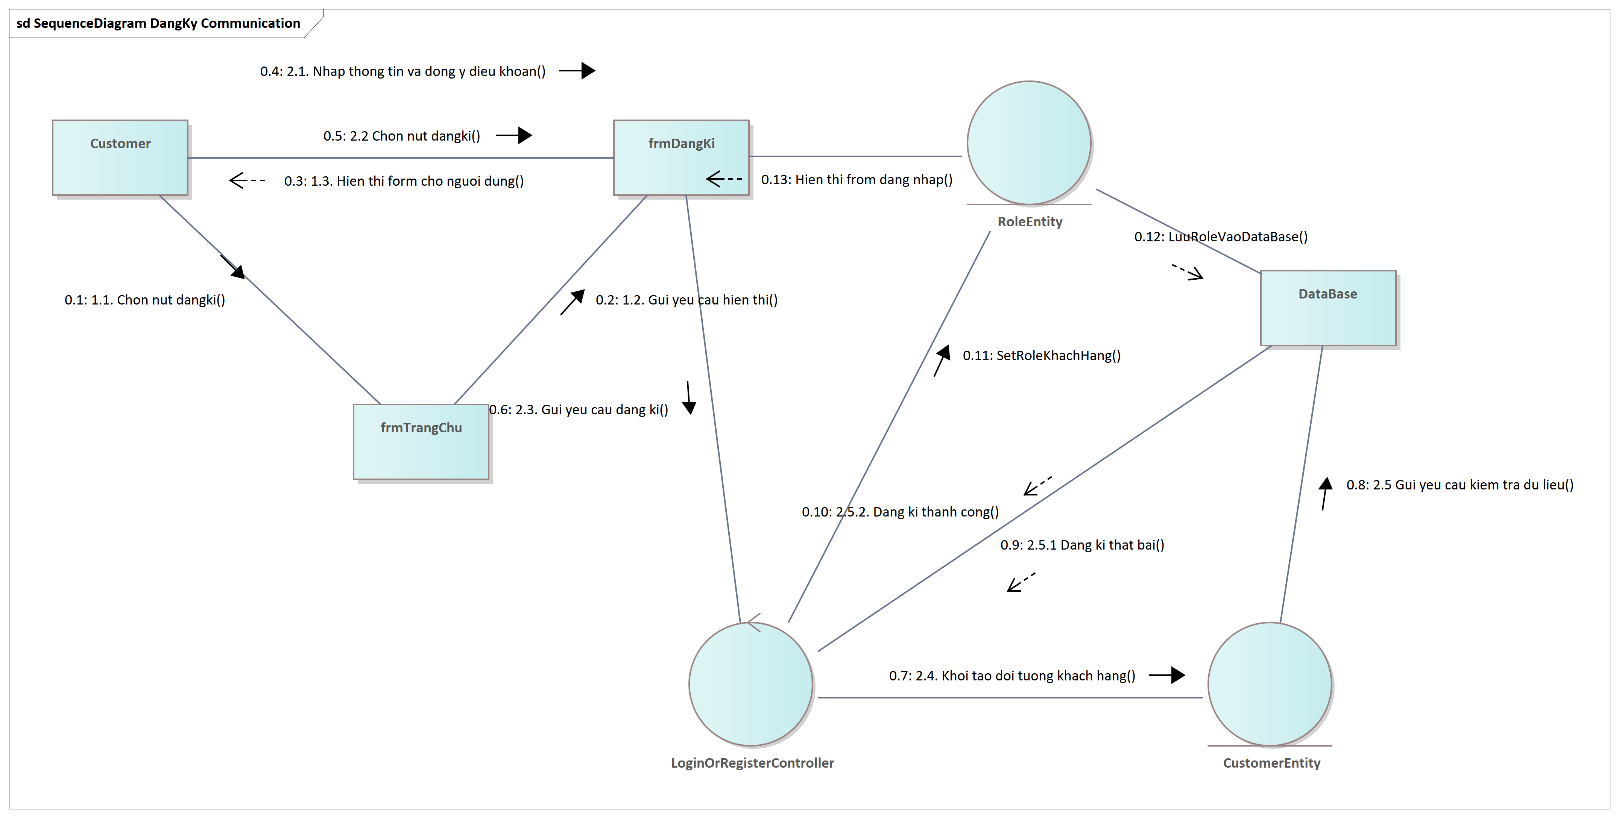 sd SequenceDiagram DangKy Communication
0.4: 2.1. Nhap thong tin va dong y dieu khoan()
0.5: 2.2 Chon nut dangki()
Customer
frmDangKi
0.3: 1.3. Hien thi form cho nguoi dung()
0.13: Hien thi from dang nhap()
RoleEntity
0.12: LuuRoleVaoDataBase()
0.1: 1.1. Chon nut dangki()
0.2: 1.2. Gui yeu cau hien thi()
DataBase
0.11: SetRoleKhachHang()
0.6: 2.3. Gui yeu cau dang ki()
frmTrangChu
0.8: 2.5 Gui yeu cau kiem tra du lieu()
0.10: 2.5.2. Dang ki thanh cong()
0.9: 2.5.1 Dang ki that bai()
0.7: 2.4. Khoi tao doi tuong khach hang()
LoginOrRegisterController
CustomerEntity